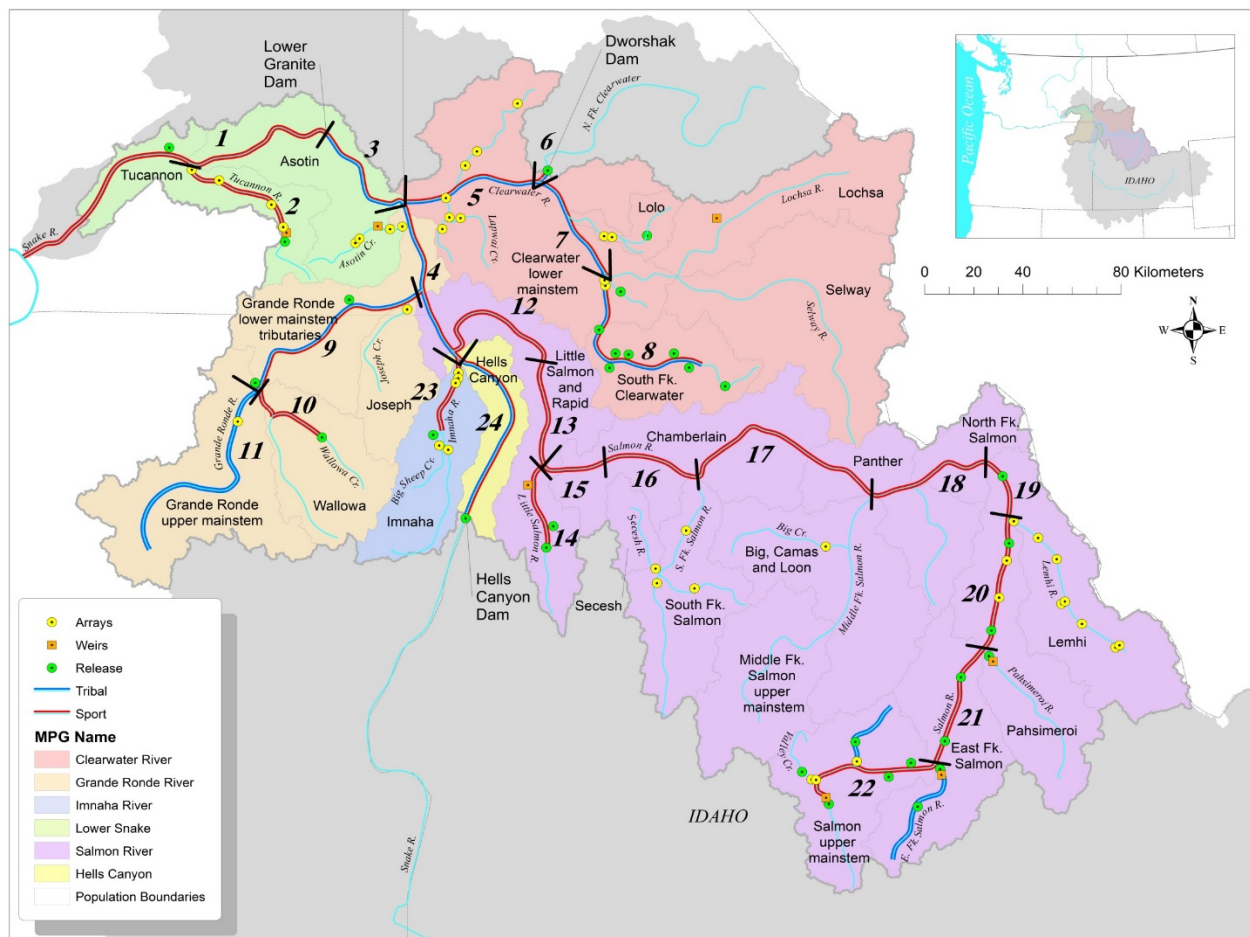 Lower
Granite
Dam
Dworshak
Dam
N. Fk. Clearwater
Pacific Ocean
IDAHO
1
3
6
Asotin
Tucannon
Tucannon R.
2
5
Clearwater R.
Lochsa R.
Lochsa
Lolo
Lapwai Cr.
Asotin Cr.
Snake R.
7
Clearwater
lower
mainstem
Selway
Selway R.
0 20 40 80 Kilometers
N
W E
S
4
12
Grande Ronde
lower mainstem
tributaries
9
Joseph Cr.
Hells
Canyon
Little
Salmon
and
Rapid
8
South Fk.
Clearwater
Joseph
23
24
Imnaha R.
10
Grande Ronde R.
11
Wallowa Cr.
Big Sheep Cr.
13
Chamberlain
Salmon R.
17
North Fk.
Salmon
Panther
15
16
18
19
Grande Ronde
upper mainstem
Wallowa
Imnaha
Little Salmon R.
14
Secesh R.
S. Fk. Salmon R.
Big Cr.
Big, Camas
and Loon
Middle Fk. Salmon R.
20
Lemhi R.
Lemhi
Hells
Canyon
Dam
Secesh
South Fk.
Salmon
Middle Fk.
Salmon
upper
mainstem
Pahsimeroi R.
Salmon R.
21
Pahsimeroi
Valley Cr.
East Fk.
Salmon
22
E. Fk. Salmon R.
IDAHO
Salmon
upper
mainstem
Snake R.
Arrays
Weirs
Release
Tribal
Sport
MPG Name
Clearwater River
Grande Ronde River
Imnaha River
Lower Snake
Salmon River
Hells Canyon
Population Boundaries